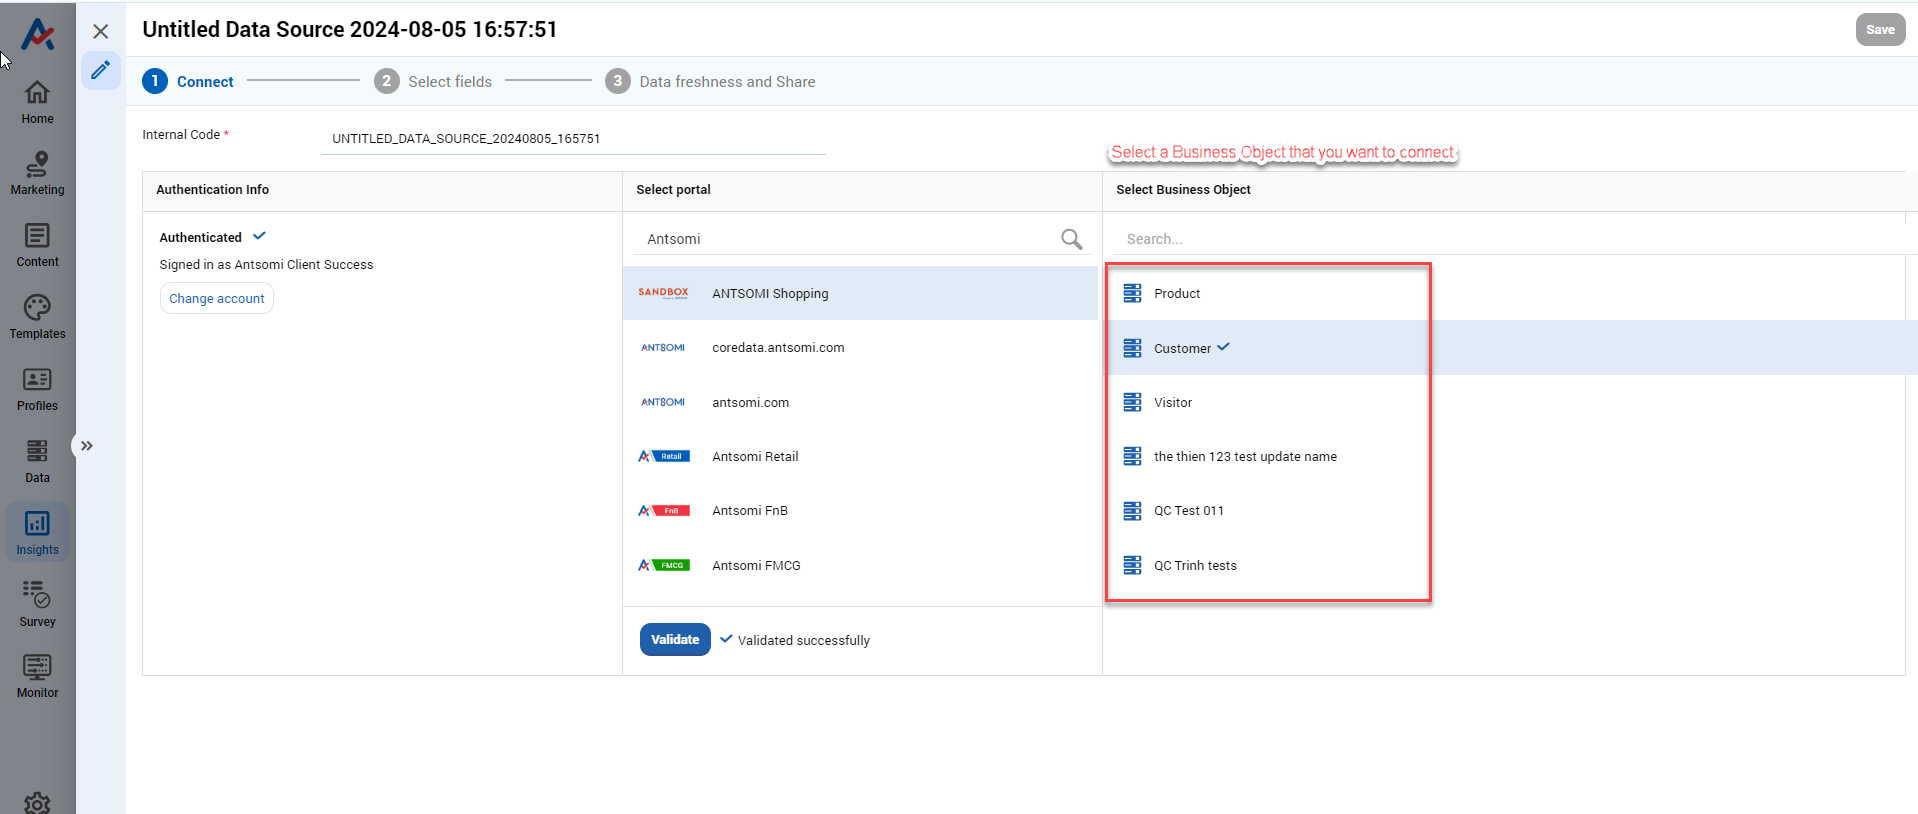 Untitled Data Source 2024-08-05 16:57:51
Save
1 Connect
2 Select fields
3 Data freshness and Share
Home
Marketing
Content
Templates
Profiles
Data
Insights
Survey
Monitor
Internal Code *
UNTITLED_DATA_SOURCE_20240805_165751
Select a Business Object that you want to connect
Authentication Info
Select portal
Select Business Object
Authenticated
Signed in as Antsomi Client Success
Change account
Antsomi
SANDBOX ANTSOMI Shopping
ANTSOMI coredata.antsomi.com
ANTSOMI antsomi.com
Retail Antsomi Retail
FnB Antsomi FnB
FMCG Antsomi FMCG
Validate Validated successfully
Search...
Product
Customer
Visitor
the thien 123 test update name
QC Test 011
QC Trinh tests